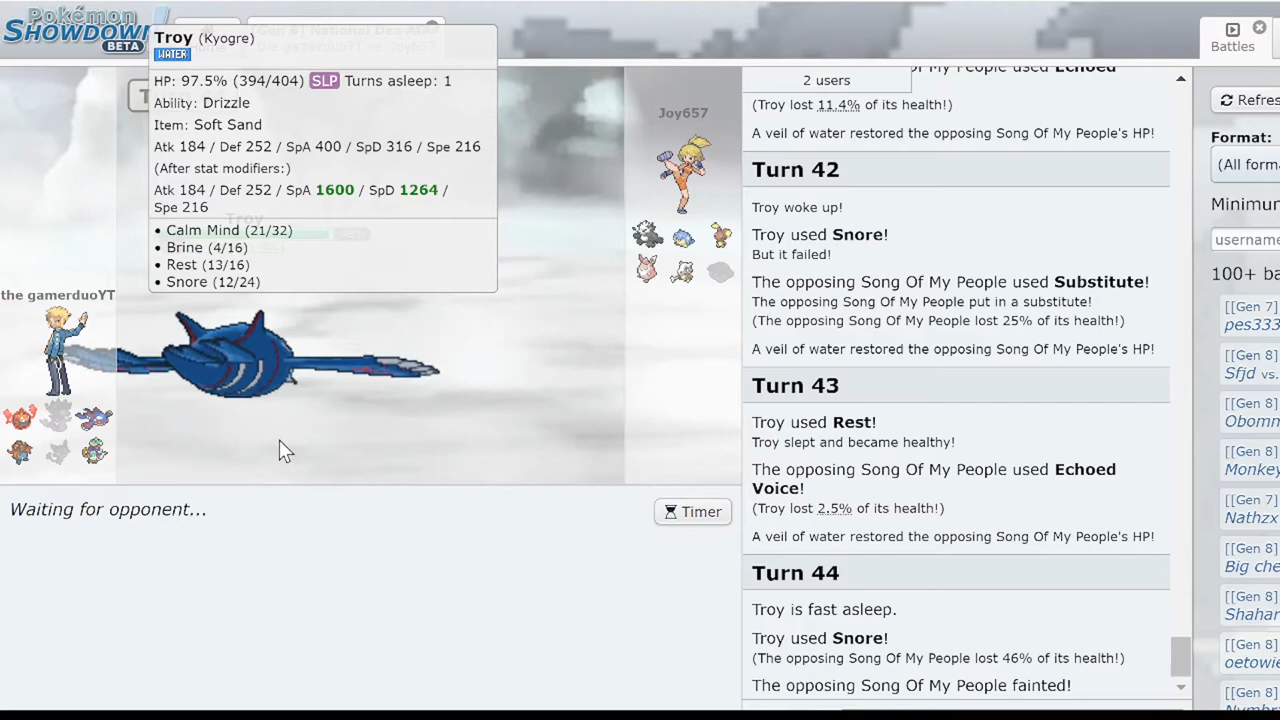 Pokémon
SHOWDOWN
BETA
Troy (Kyogre)
WATER
HP: 97.5% (394/404) SLP Turns asleep: 1
Ability: Drizzle
Item: Soft Sand
Atk 184 / Def 252 / SpA 400 / SpD 316 / Spe 216
(After stat modifiers:)
Atk 184 / Def 252 / SpA 1600 / SpD 1264 /
Spe 216
• Calm Mind (21/32)
• Brine (4/16)
• Rest (13/16)
• Snore (12/24)
the gamerduoYT
Joy657
Waiting for opponent...
Timer
2 users
of My People used Echoed
(Troy lost 11.4% of its health!)
A veil of water restored the opposing Song Of My People's HP!
Turn 42
Troy woke up!
Troy used Snore!
But it failed!
The opposing Song Of My People used Substitute!
The opposing Song Of My People put in a substitute!
(The opposing Song Of My People lost 25% of its health!)
A veil of water restored the opposing Song Of My People's HP!
Turn 43
Troy used Rest!
Troy slept and became healthy!
The opposing Song Of My People used Echoed
Voice!
(Troy lost 2.5% of its health!)
A veil of water restored the opposing Song Of My People's HP!
Turn 44
Troy is fast asleep.
Troy used Snore!
(The opposing Song Of My People lost 46% of its health!)
The opposing Song Of My People fainted!
Battles
Refres
Format:
(All forma
Minimum
username
100+ ba
[[Gen 7]
pes333
[[Gen 8]
Sfjd vs.
[[Gen 8]
Obomm
[[Gen 8]
Monkey
[[Gen 7]
Nathzx
[[Gen 8]
Big che
[[Gen 8]
Shahar
[[Gen 8]
oetowie
[[Gen 8]